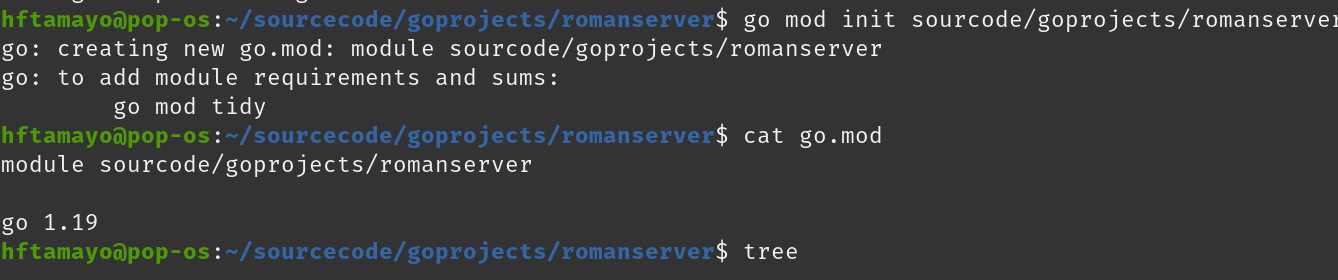 hftamayo@pop-os:~/sourcecode/goprojects/romanserver$ go mod init sourcode/goprojects/romanserver
go: creating new go.mod: module sourcode/goprojects/romanserver
go: to add module requirements and sums:
        go mod tidy
hftamayo@pop-os:~/sourcecode/goprojects/romanserver$ cat go.mod
module sourcode/goprojects/romanserver

go 1.19
hftamayo@pop-os:~/sourcecode/goprojects/romanserver$ tree